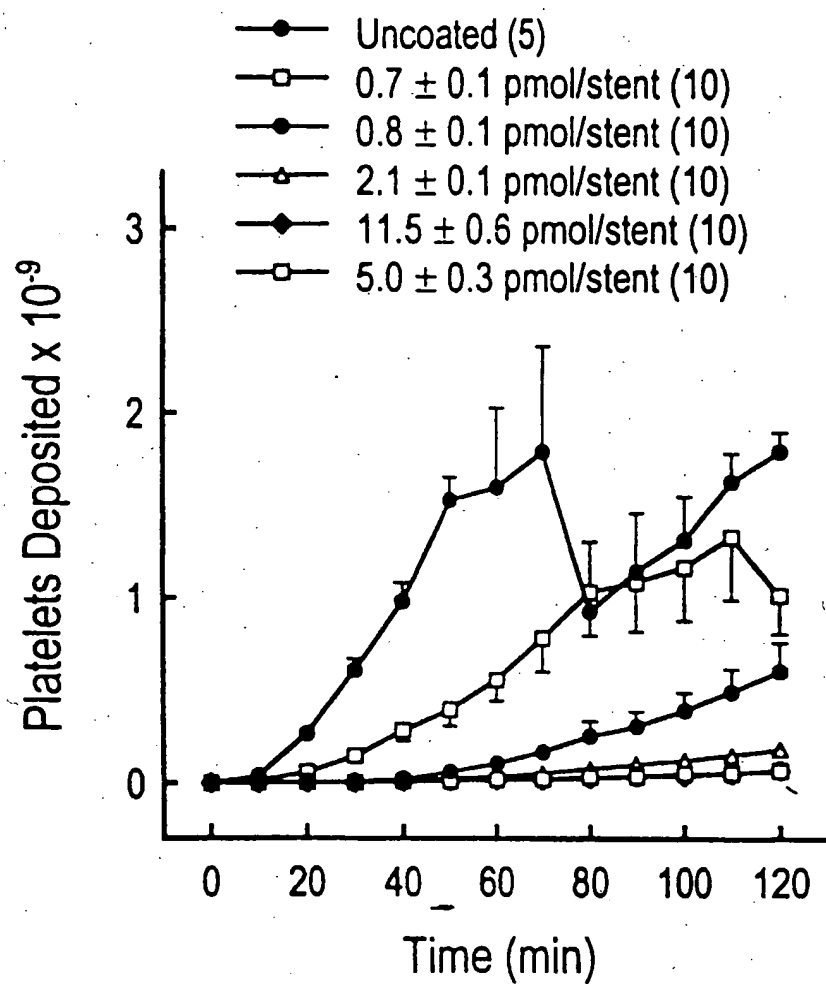 Uncoated (5)
0.7 ± 0.1 pmol/stent (10)
0.8 ± 0.1 pmol/stent (10)
2.1 ± 0.1 pmol/stent (10)
11.5 ± 0.6 pmol/stent (10)
5.0 ± 0.3 pmol/stent (10)
Platelets Deposited x 10⁻⁹
3
2
1
0
0 20 40 60 80 100 120
Time (min)